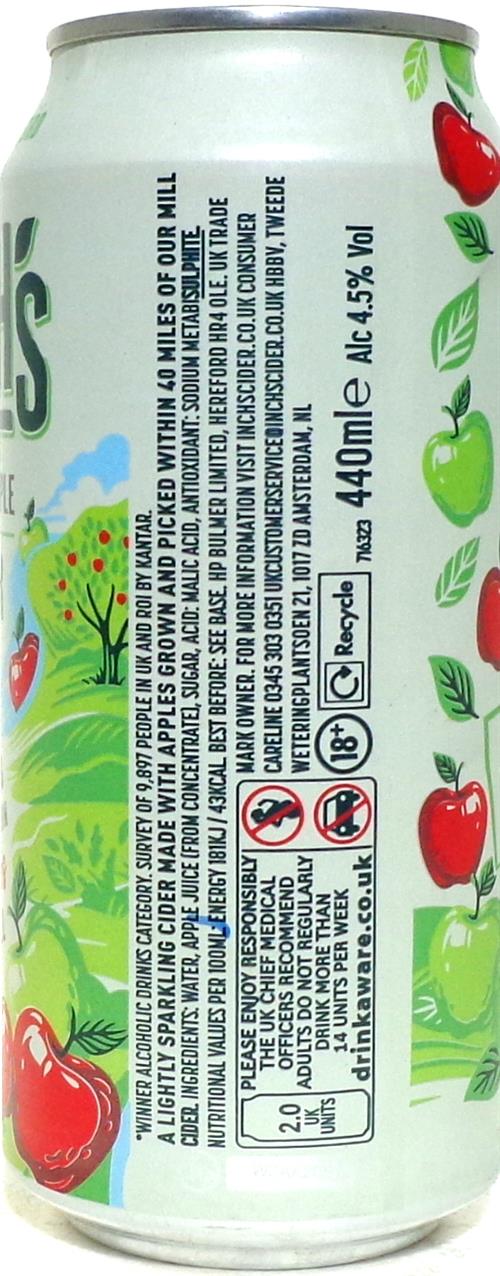 H'S
PLE
*WINNER ALCOHOLIC DRINKS CATEGORY. SURVEY OF 9,897 PEOPLE IN UK AND ROI BY KANTAR.
A LIGHTLY SPARKLING CIDER MADE WITH APPLES GROWN AND PICKED WITHIN 40 MILES OF OUR MILL
CIDER. INGREDIENTS: WATER, APPLE JUICE (FROM CONCENTRATE), SUGAR, ACID: MALIC ACID, ANTIOXIDANT: SODIUM METABISULPHITE.
NUTRITIONAL VALUES PER 100ML: ENERGY 181KJ / 43KCAL. BEST BEFORE: SEE BASE. HP BULMER LIMITED, HEREFORD HR4 0LE. UK TRADE
MARK OWNER. FOR MORE INFORMATION VISIT INCHSCIDER.CO.UK CONSUMER
CARELINE 0345 303 0351 UKCUSTOMERSERVICE@INCHSCIDER.CO.UK HBBV, TWEEDE
WETERINGPLANTSOEN 21, 1017 ZD AMSTERDAM, NL
2.0
UK
UNITS
PLEASE ENJOY RESPONSIBLY
THE UK CHIEF MEDICAL
OFFICERS RECOMMEND
ADULTS DO NOT REGULARLY
DRINK MORE THAN
14 UNITS PER WEEK
drinkaware.co.uk
18+
Recycle
716323
440ml e Alc 4.5% Vol